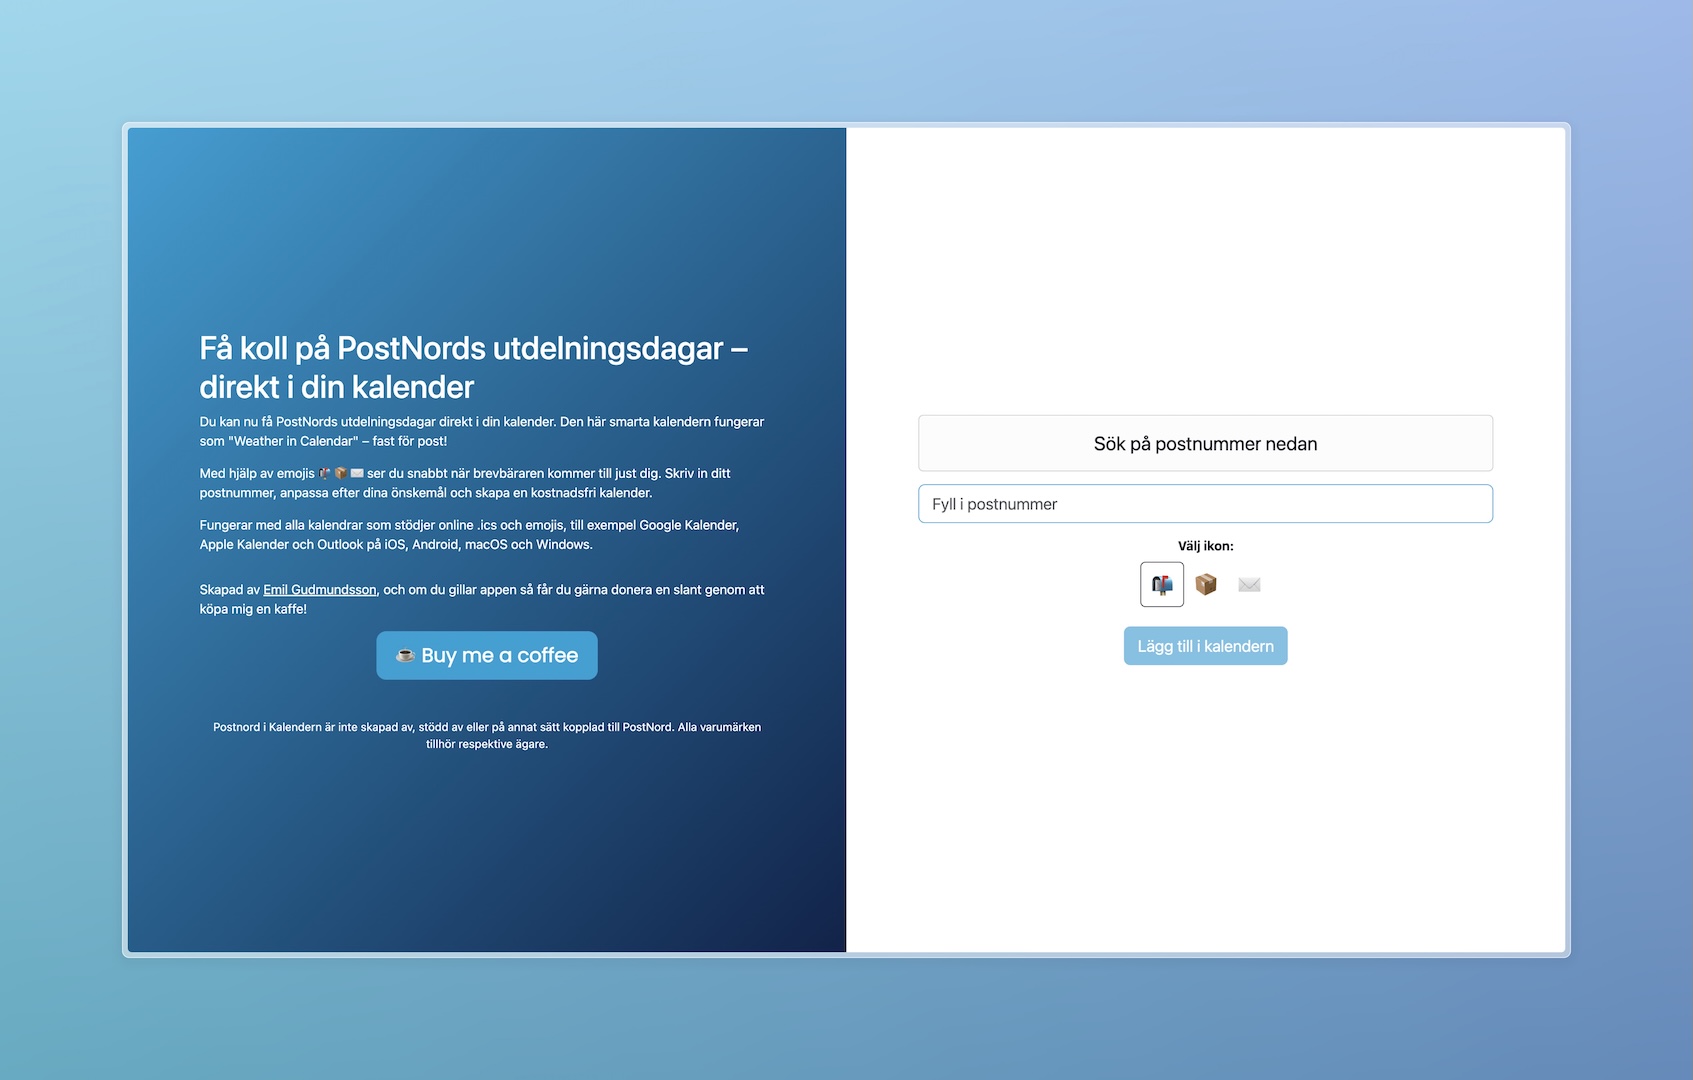 Få koll på PostNords utdelningsdagar –
direkt i din kalender
Du kan nu få PostNords utdelningsdagar direkt i din kalender. Den här smarta kalendern fungerar
som "Weather in Calendar" – fast för post!
Med hjälp av emojis 📬📦✉️ ser du snabbt när brevbäraren kommer till just dig. Skriv in ditt
postnummer, anpassa efter dina önskemål och skapa en kostnadsfri kalender.
Fungerar med alla kalendrar som stödjer online .ics och emojis, till exempel Google Kalender,
Apple Kalender och Outlook på iOS, Android, macOS och Windows.
Skapad av Emil Gudmundsson, och om du gillar appen så får du gärna donera en slant genom att
köpa mig en kaffe!
☕ Buy me a coffee
Postnord i Kalendern är inte skapad av, stödd av eller på annat sätt kopplad till PostNord. Alla varumärken
tillhör respektive ägare.
Sök på postnummer nedan
Fyll i postnummer
Välj ikon:
📬 📦 ✉️
Lägg till i kalendern